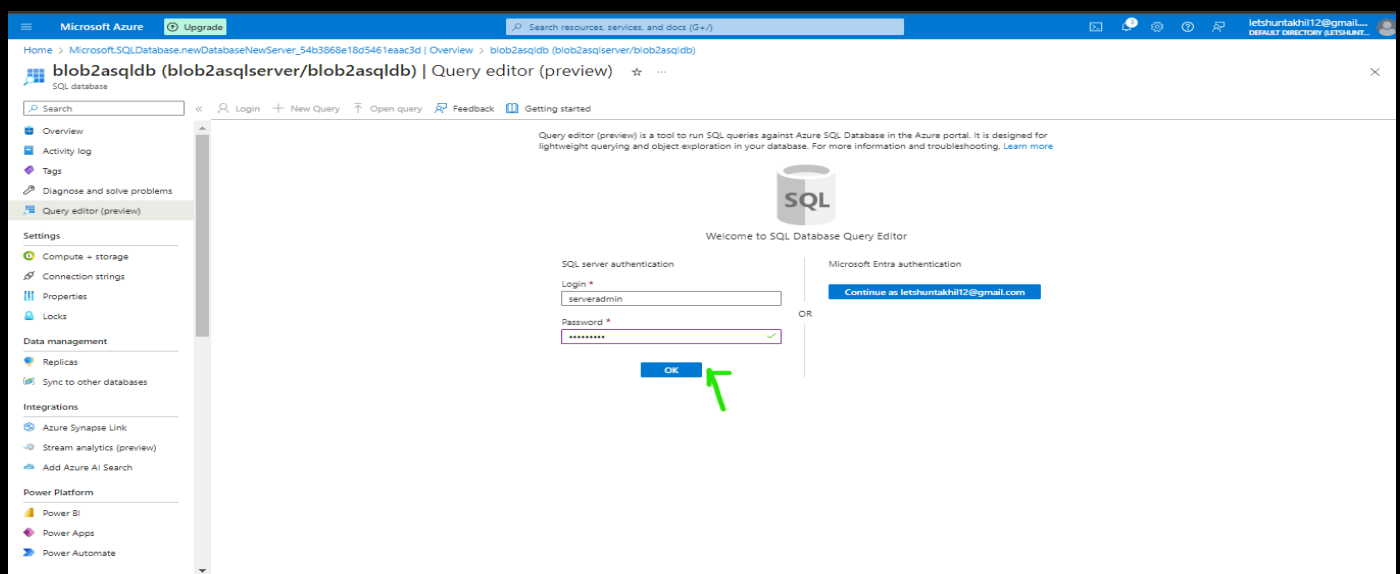 Microsoft Azure
Upgrade
Search resources, services, and docs (G+/)
3
letshuntakhil12@gmail....
DEFAULT DIRECTORY (LETSHUNT...
Home > Microsoft.SQLDatabase.newDatabaseNewServer_54b3868e18d5461eaac3d | Overview > blob2asqldb (blob2asqlserver/blob2asqldb)
blob2asqldb (blob2asqlserver/blob2asqldb) | Query editor (preview)
SQL database
Search
Login
New Query
Open query
Feedback
Getting started
Overview
Activity log
Tags
Diagnose and solve problems
Query editor (preview)
Settings
Compute + storage
Connection strings
Properties
Locks
Data management
Replicas
Sync to other databases
Integrations
Azure Synapse Link
Stream analytics (preview)
Add Azure AI Search
Power Platform
Power BI
Power Apps
Power Automate
Query editor (preview) is a tool to run SQL queries against Azure SQL Database in the Azure portal. It is designed for
lightweight querying and object exploration in your database. For more information and troubleshooting. Learn more
SQL
Welcome to SQL Database Query Editor
SQL server authentication
Login *
serveradmin
Password *
•••••••••
OK
OR
Microsoft Entra authentication
Continue as letshuntakhil12@gmail.com